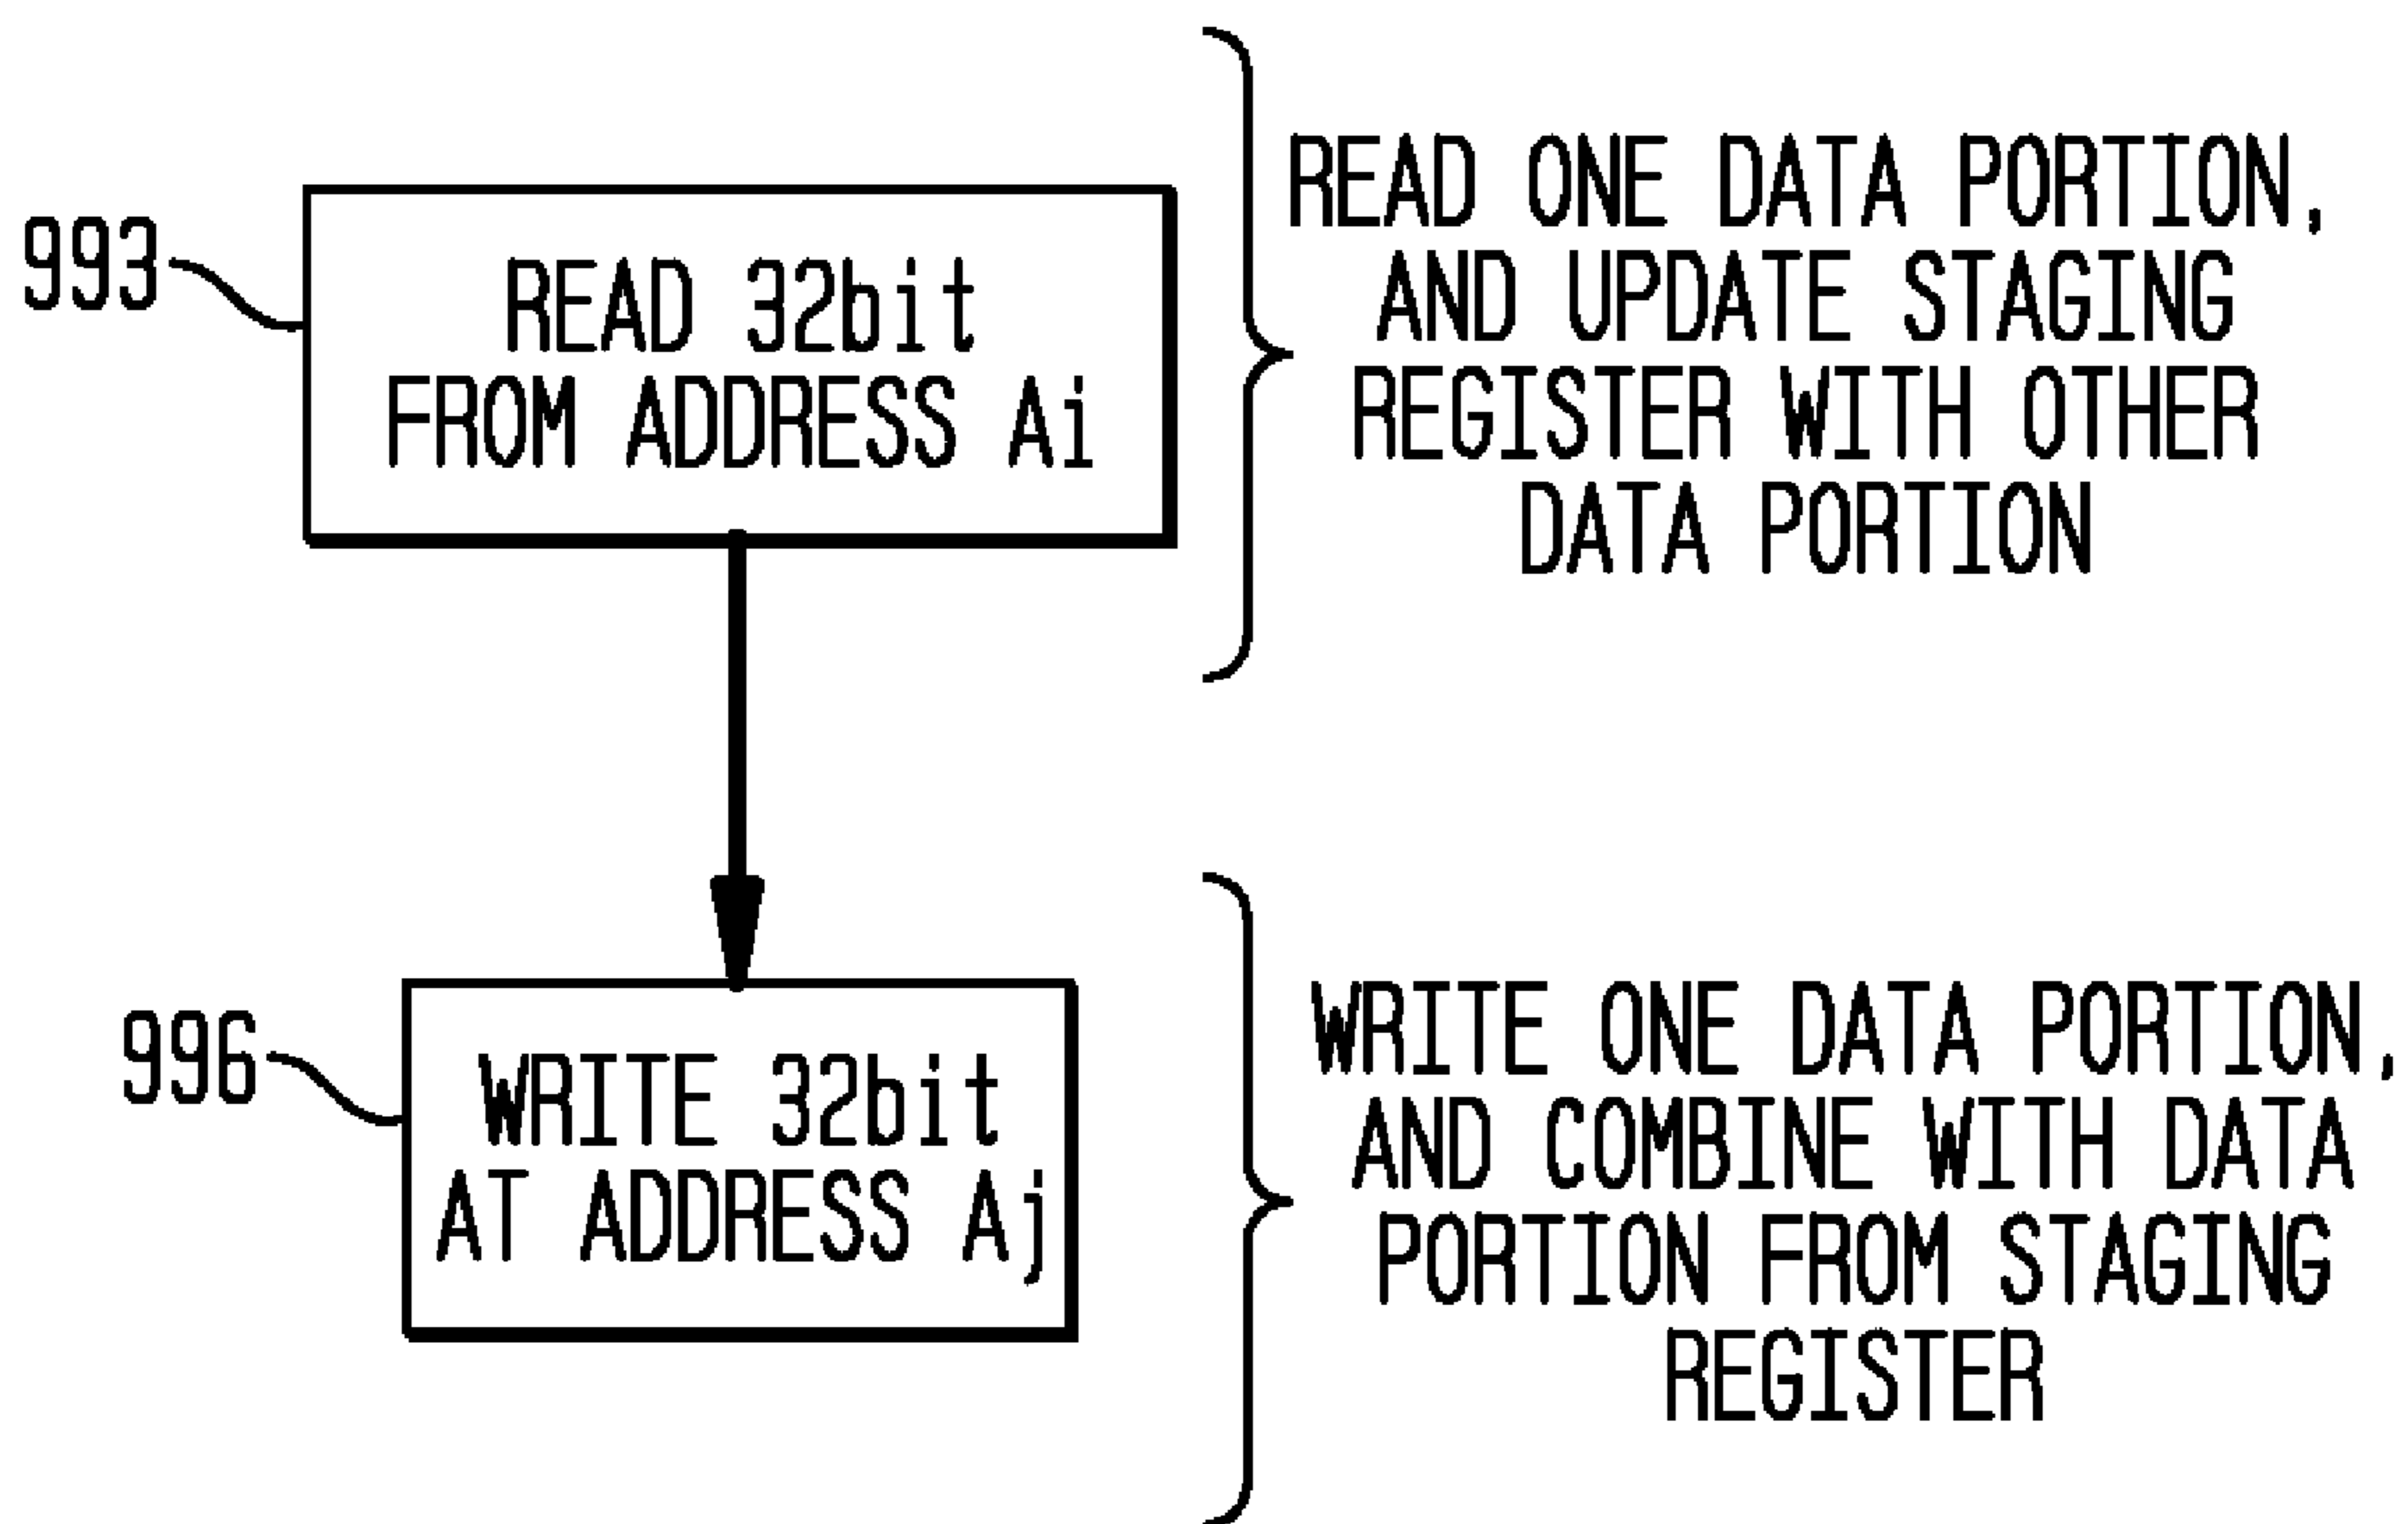 993
READ 32bit
FROM ADDRESS Ai
READ ONE DATA PORTION,
AND UPDATE STAGING
REGISTER WITH OTHER
DATA PORTION
996
WRITE 32bit
AT ADDRESS Aj
WRITE ONE DATA PORTION,
AND COMBINE WITH DATA
PORTION FROM STAGING
REGISTER